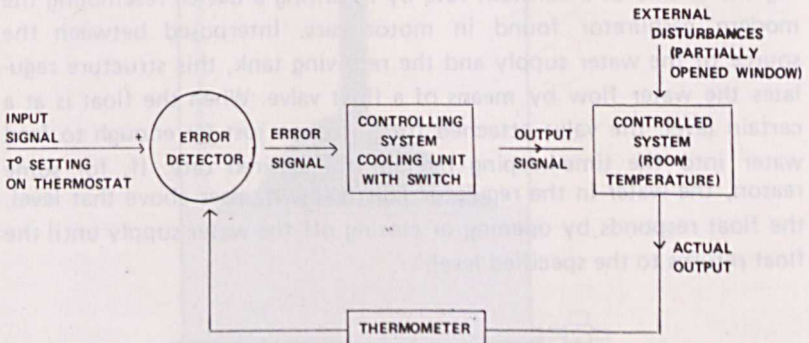 EXTERNAL
DISTURBANCES
(PARTIALLY
OPENED WINDOW)
INPUT
SIGNAL
T° SETTING
ON THERMOSTAT
ERROR
DETECTOR
ERROR
SIGNAL
CONTROLLING
SYSTEM
COOLING UNIT
WITH SWITCH
OUTPUT
SIGNAL
CONTROLLED
SYSTEM
(ROOM
TEMPERATURE)
ACTUAL
OUTPUT
THERMOMETER